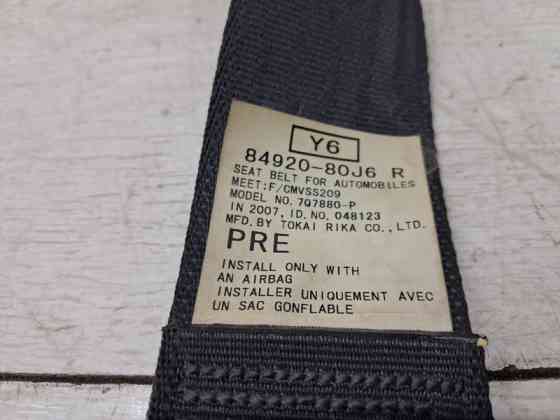 Y6
84920-80J6 R
SEAT BELT FOR AUTOMOBILES
MEET:F/CMVSS209
MODEL NO. 7Q7880-P
IN 2007, ID.NO. 048123
MFD.BY TOKAI RIKA CO.,LTD.
PRE
INSTALL ONLY WITH
AN AIRBAG
INSTALLER UNIQUEMENT AVEC
UN SAC GONFLABLE